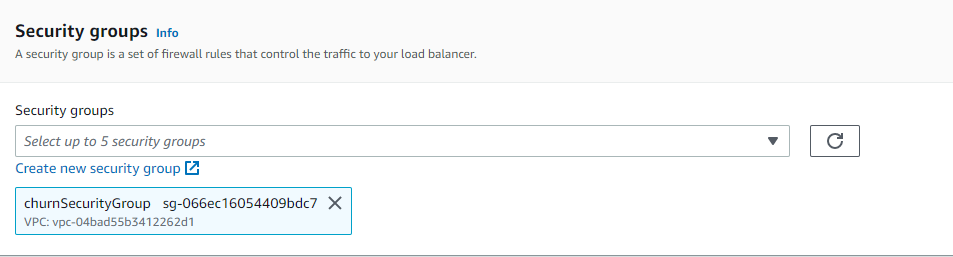 Security groups Info
A security group is a set of firewall rules that control the traffic to your load balancer.
Security groups
Select up to 5 security groups
Create new security group
churnSecurityGroup sg-066ec16054409bdc7
VPC: vpc-04bad55b3412262d1